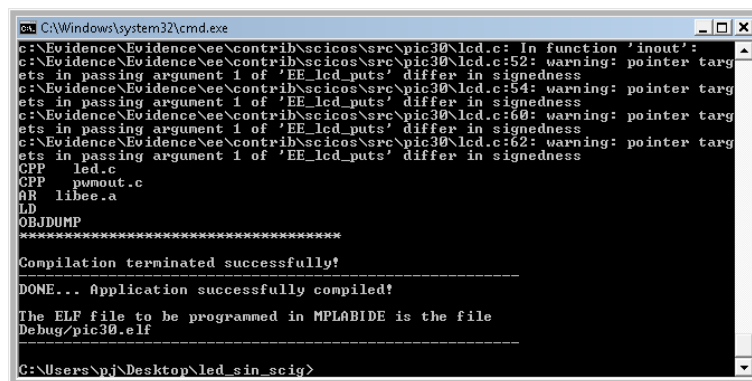 C:\Windows\system32\cmd.exe
c:\Evidence\Evidence\ee\contrib\scicos\src\pic30\lcd.c: In function 'inout':
c:\Evidence\Evidence\ee\contrib\scicos\src\pic30\lcd.c:52: warning: pointer targ
ets in passing argument 1 of 'EE_lcd_puts' differ in signedness
c:\Evidence\Evidence\ee\contrib\scicos\src\pic30\lcd.c:54: warning: pointer targ
ets in passing argument 1 of 'EE_lcd_puts' differ in signedness
c:\Evidence\Evidence\ee\contrib\scicos\src\pic30\lcd.c:60: warning: pointer targ
ets in passing argument 1 of 'EE_lcd_puts' differ in signedness
c:\Evidence\Evidence\ee\contrib\scicos\src\pic30\lcd.c:62: warning: pointer targ
ets in passing argument 1 of 'EE_lcd_puts' differ in signedness
CPP led.c
CPP pwmout.c
AR libee.a
LD
OBJDUMP
************************************
Compilation terminated successfully!
--------------------------------------------------------
DONE... Application successfully compiled!
The ELF file to be programmed in MPLABIDE is the file
Debug/pic30.elf
--------------------------------------------------------
C:\Users\pj\Desktop\led_sin_scig>